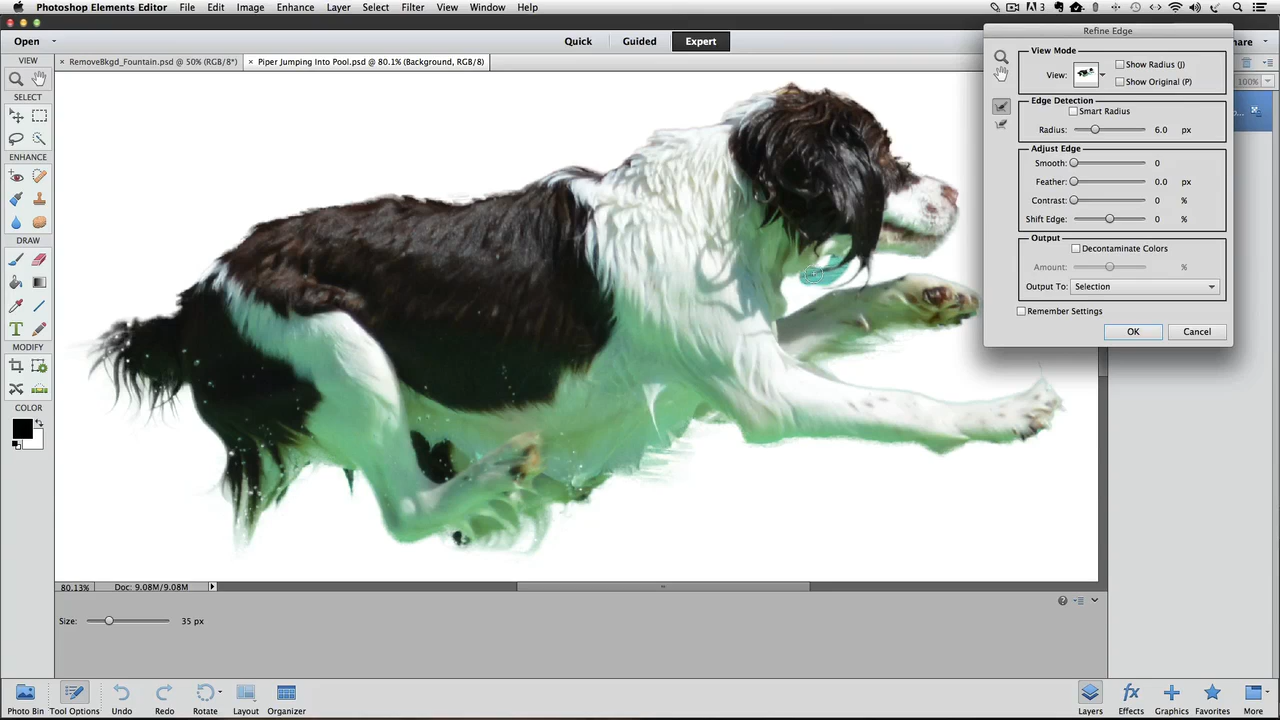 Photoshop Elements Editor File Edit Image Enhance Layer Select Filter View Window Help
3
Open Quick Guided Expert
× RemoveBkgd_Fountain.psd @ 50% (RGB/8*) × Piper Jumping Into Pool.psd @ 80.1% (Background, RGB/8)
VIEW
SELECT
ENHANCE
DRAW
T
MODIFY
COLOR
Refine Edge
View Mode
View:
Show Radius (J)
Show Original (P)
Edge Detection
Smart Radius
Radius: 6.0 px
Adjust Edge
Smooth: 0
Feather: 0.0 px
Contrast: 0 %
Shift Edge: 0 %
Output
Decontaminate Colors
Amount: %
Output To: Selection
Remember Settings
OK Cancel
100%
80.13% Doc: 9.08M/9.08M
Size: 35 px
Photo Bin Tool Options Undo Redo Rotate Layout Organizer
fx
Layers Effects Graphics Favorites More